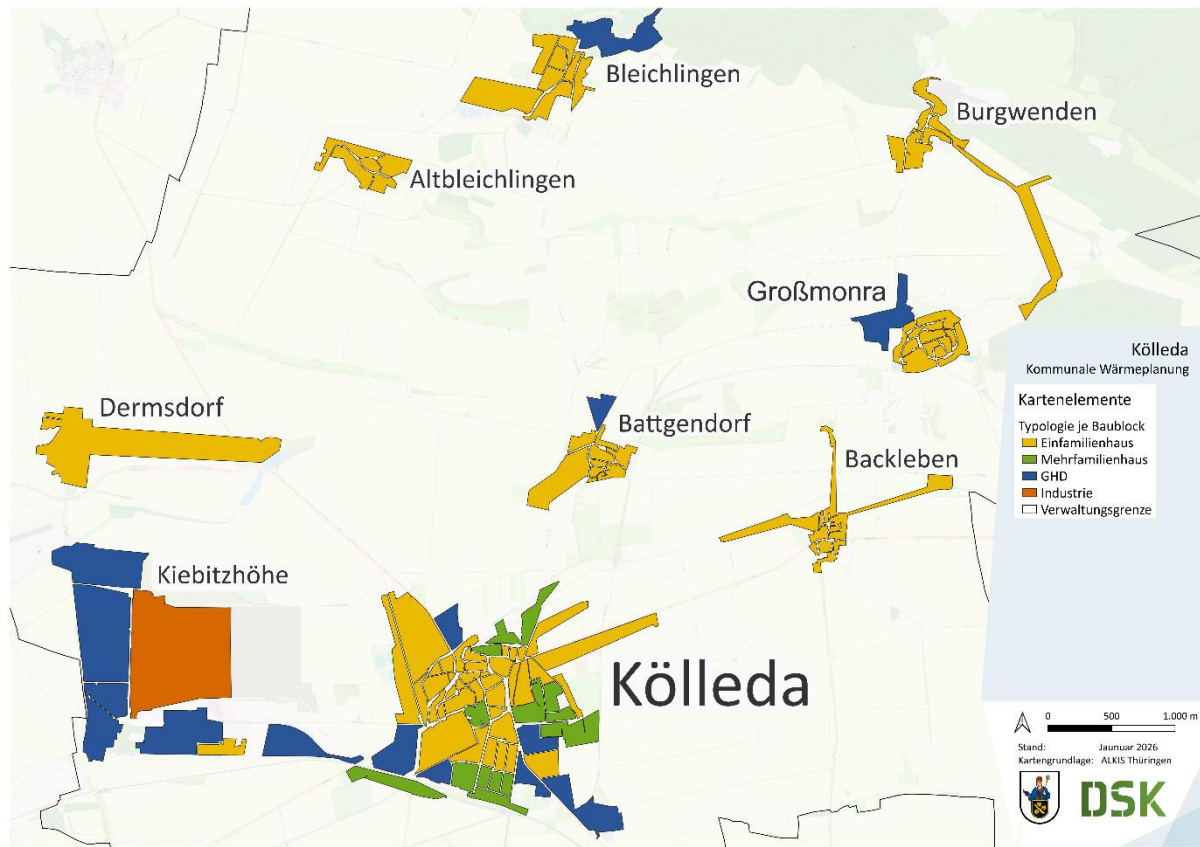 Bleichlingen
Burgwenden
Altbleichlingen
Großmonra
Kölleda
Kommunale Wärmeplanung
Kartenelemente
Typologie je Baublock
Einfamilienhaus
Mehrfamilienhaus
GHD
Industrie
Verwaltungsgrenze
Dermsdorf
Battgendorf
Backleben
Kiebitzhöhe
Kölleda
0 500 1.000 m
Stand: Jaunuar 2026
Kartengrundlage: ALKIS Thüringen
DSK